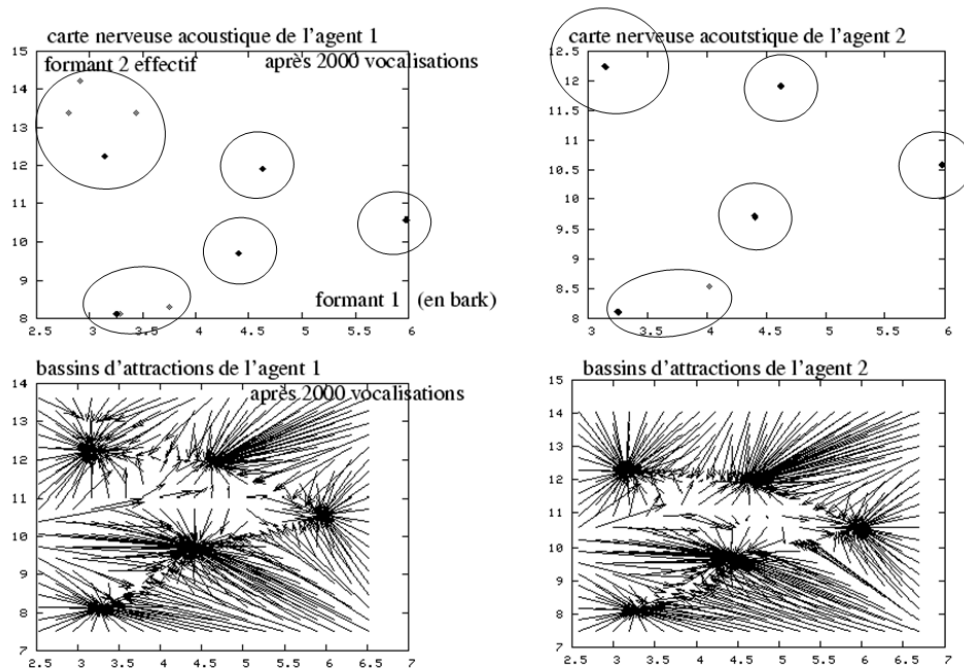 carte nerveuse acoustique de l'agent 1
carte nerveuse acoutstique de l'agent 2
formant 2 effectif
après 2000 vocalisations
15
14
13
12
11
10
9
8
2.5 3 3.5 4 4.5 5 5.5 6
formant 1 (en bark)
12.5
12
11.5
11
10.5
10
9.5
9
8.5
8
3 3.5 4 4.5 5 5.5 6
bassins d'attractions de l'agent 1
après 2000 vocalisations
14
13
12
11
10
9
8
7
2.5 3 3.5 4 4.5 5 5.5 6 6.5 7
bassins d'attractions de l'agent 2
15
14
13
12
11
10
9
8
7
2.5 3 3.5 4 4.5 5 5.5 6 6.5 7